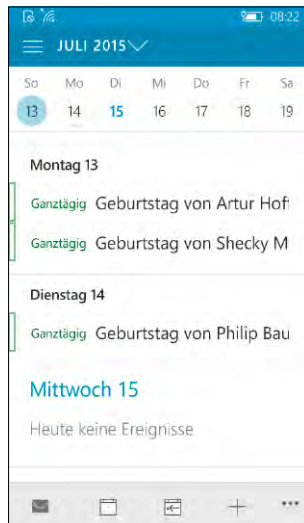 08:22
JULI 2015
So Mo Di Mi Do Fr Sa
13 14 15 16 17 18 19
Montag 13
Ganztägig Geburtstag von Artur Hof
Ganztägig Geburtstag von Shecky M
Dienstag 14
Ganztägig Geburtstag von Philip Bau
Mittwoch 15
Heute keine Ereignisse